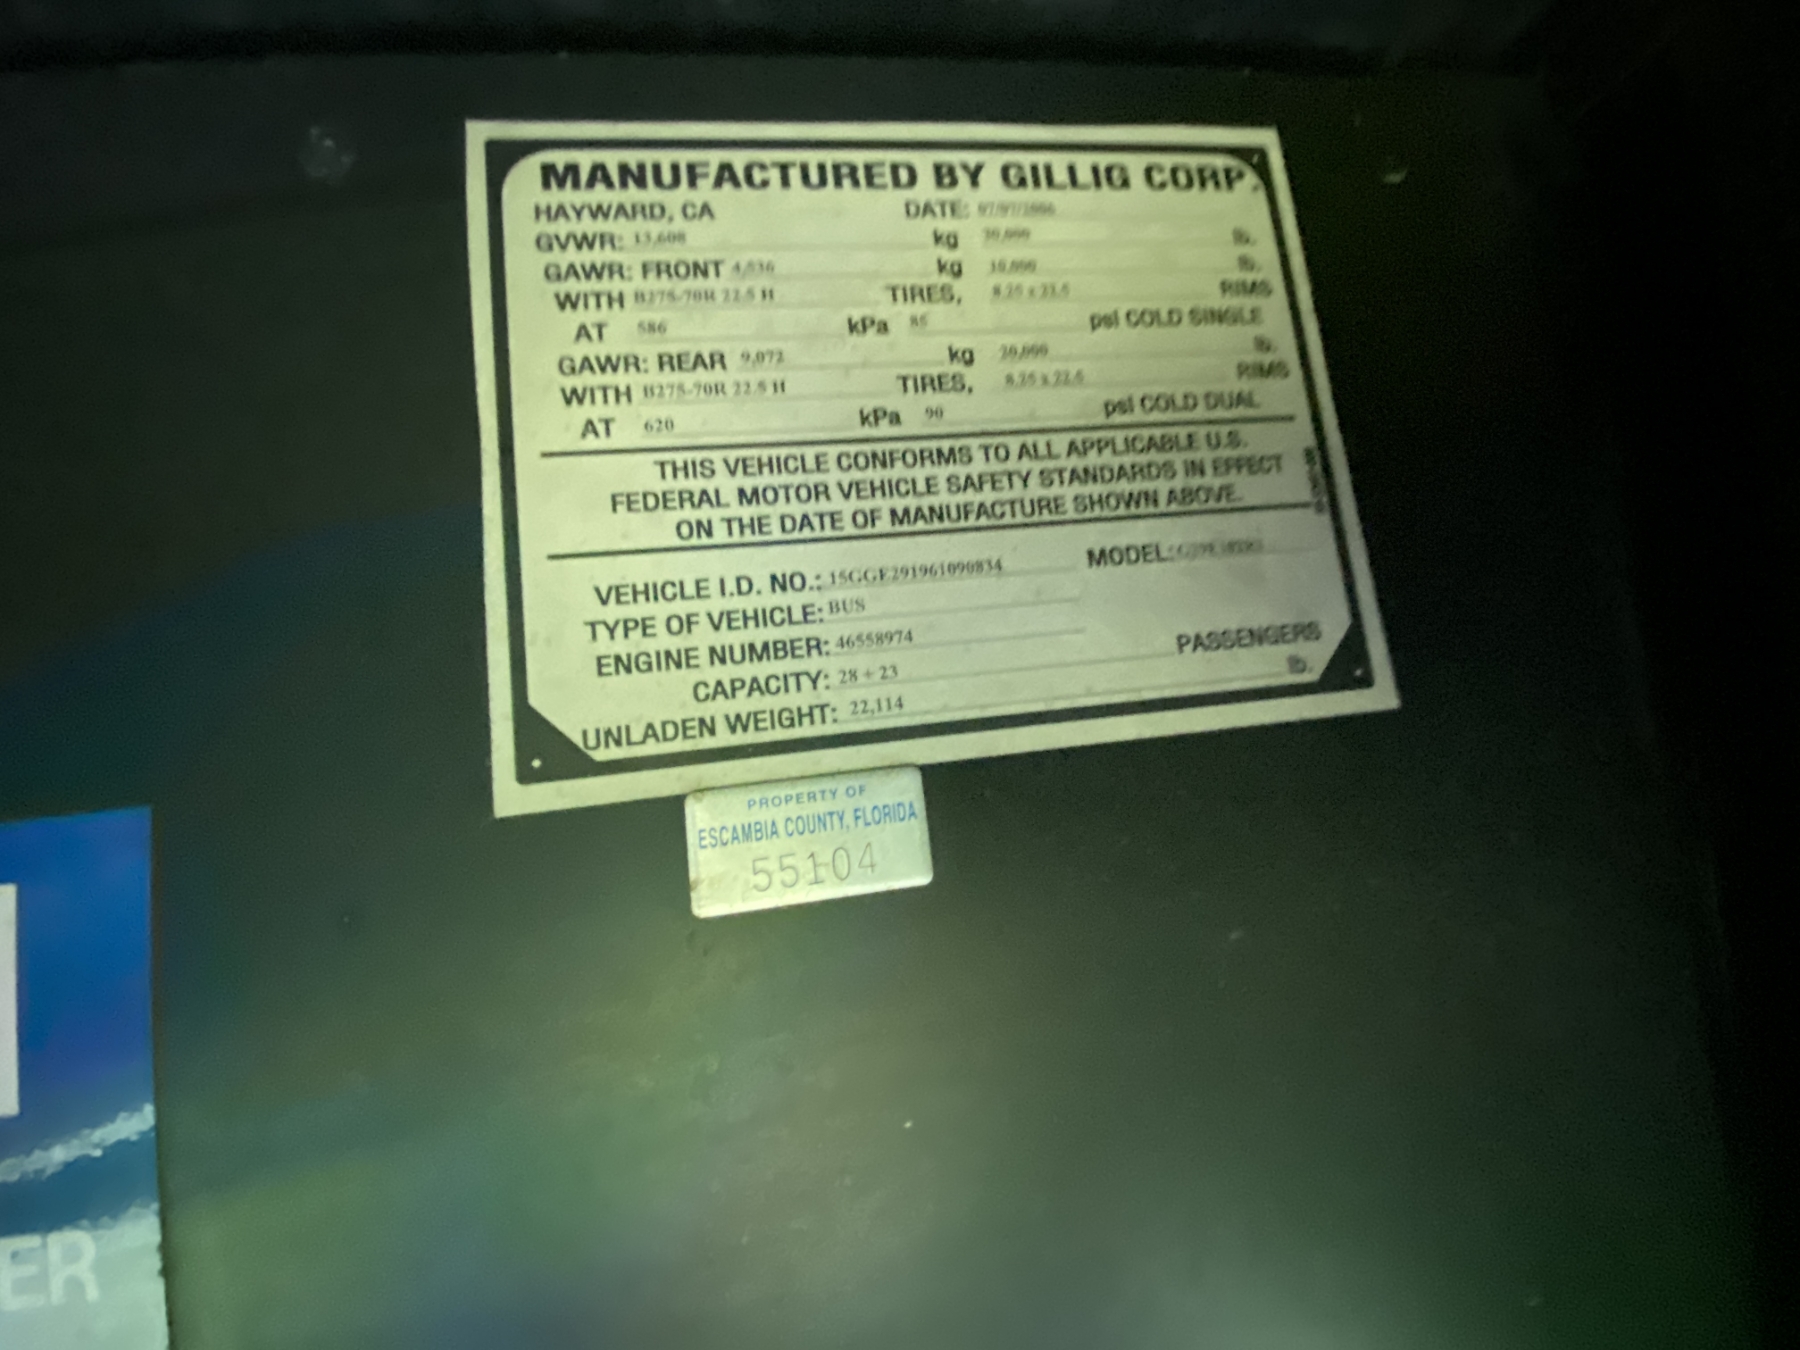 MANUFACTURED BY GILLIG CORP.
HAYWARD, CA DATE:
GVWR: 13,608 kg 30,000 lb.
GAWR: FRONT 4,536 kg 10,000 lb.
WITH B275-70R 22.5 H TIRES, 8.25 x 22.5 RIMS
AT 586 kPa 85 psi COLD SINGLE
GAWR: REAR 9,072 kg 20,000 lb.
WITH B275-70R 22.5 H TIRES, 8.25 x 22.5 RIMS
AT 620 kPa 90 psi COLD DUAL
THIS VEHICLE CONFORMS TO ALL APPLICABLE U.S.
FEDERAL MOTOR VEHICLE SAFETY STANDARDS IN EFFECT
ON THE DATE OF MANUFACTURE SHOWN ABOVE.
VEHICLE I.D. NO.: 15GGE291961090834 MODEL:
TYPE OF VEHICLE: BUS
ENGINE NUMBER: 46558974
CAPACITY: 28 + 23 PASSENGERS
UNLADEN WEIGHT: 22,114 lb.
PROPERTY OF
ESCAMBIA COUNTY, FLORIDA
55104
ER